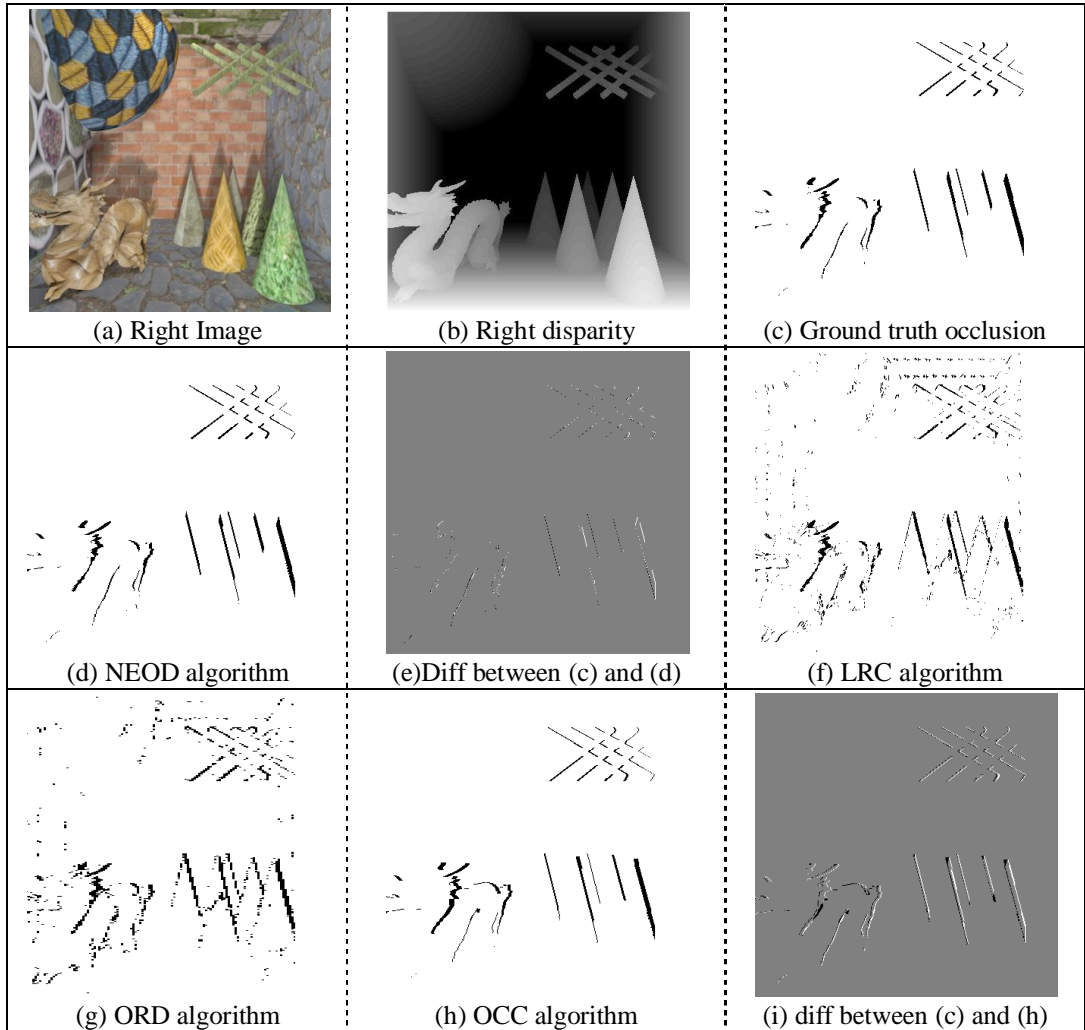 (a) Right Image
(b) Right disparity
(c) Ground truth occlusion
(d) NEOD algorithm
(e)Diff between (c) and (d)
(f) LRC algorithm
(g) ORD algorithm
(h) OCC algorithm
(i) diff between (c) and (h)